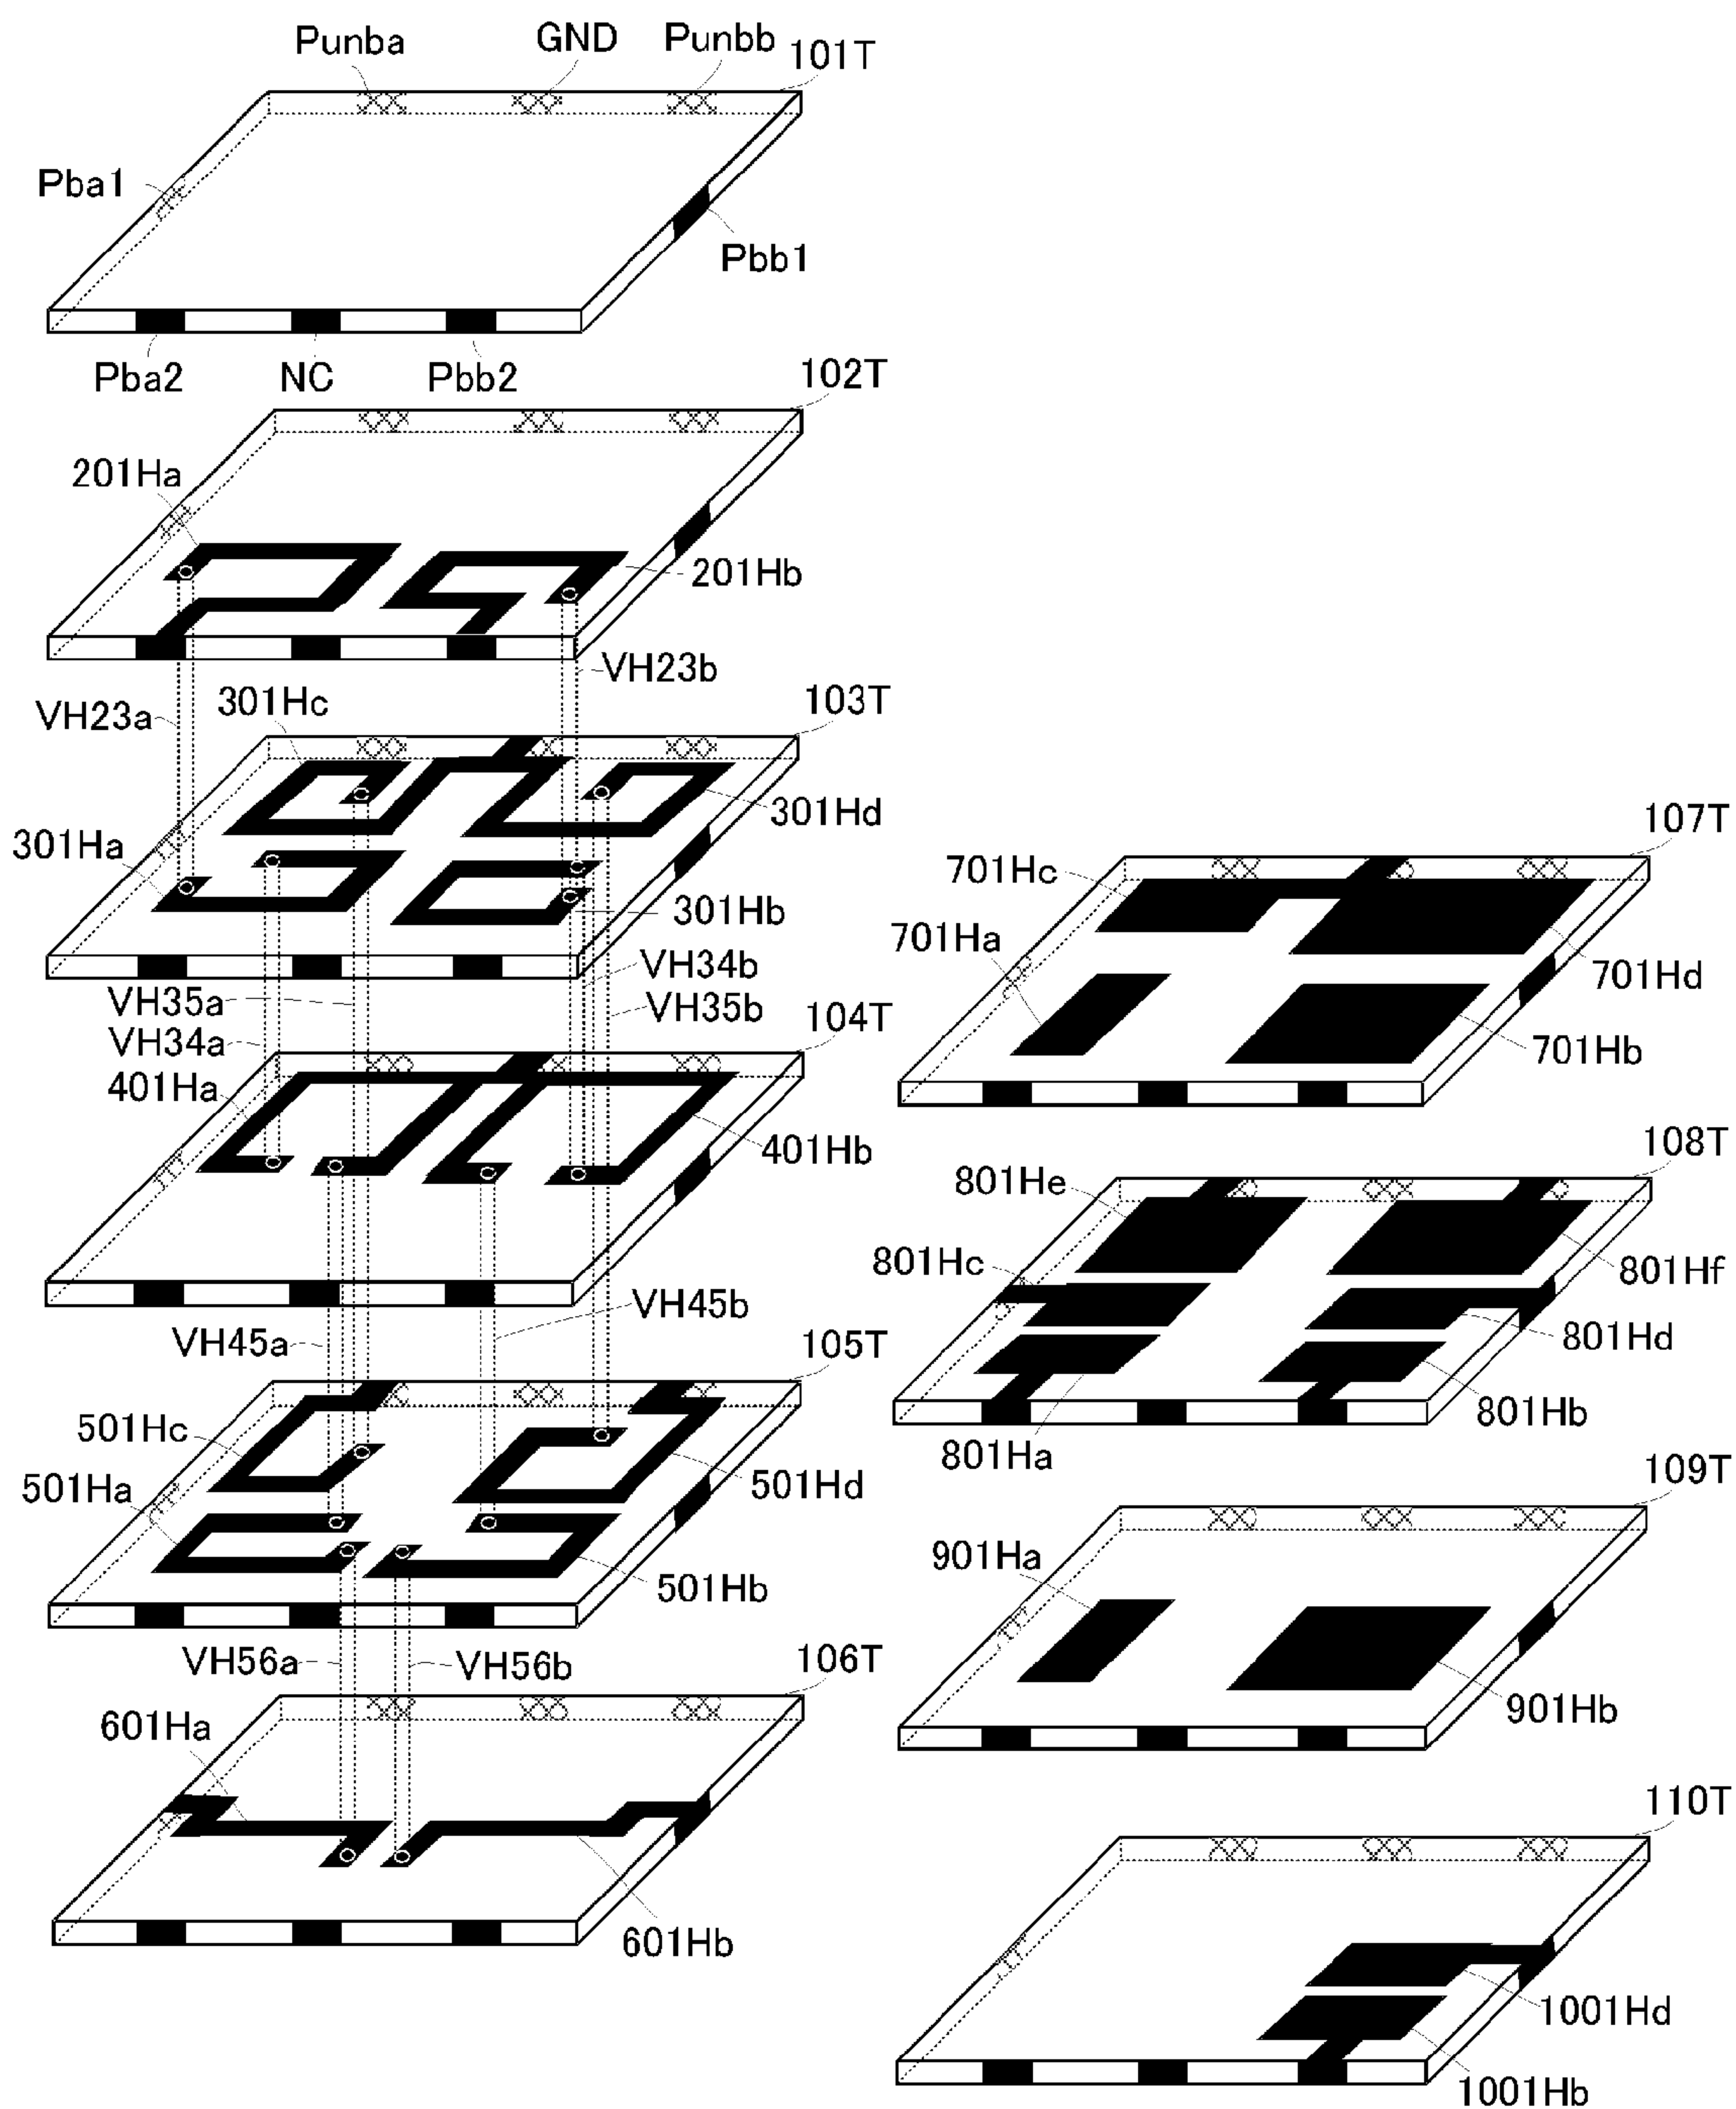 Punba GND Punbb 101T
Pba1
Pbb1
Pba2 NC Pbb2
102T
201Ha
201Hb
VH23b
VH23a 301Hc 103T
301Ha 301Hd
301Hb
VH34b
VH35a VH35b
VH34a 104T
401Ha
401Hb
VH45b
VH45a 105T
501Hc
501Ha 501Hd
501Hb
VH56a VH56b 106T
601Ha
601Hb
107T
701Hc
701Ha
701Hd
701Hb
108T
801He
801Hc 801Hf
801Hd
801Hb
801Ha
109T
901Ha
901Hb
110T
1001Hd
1001Hb